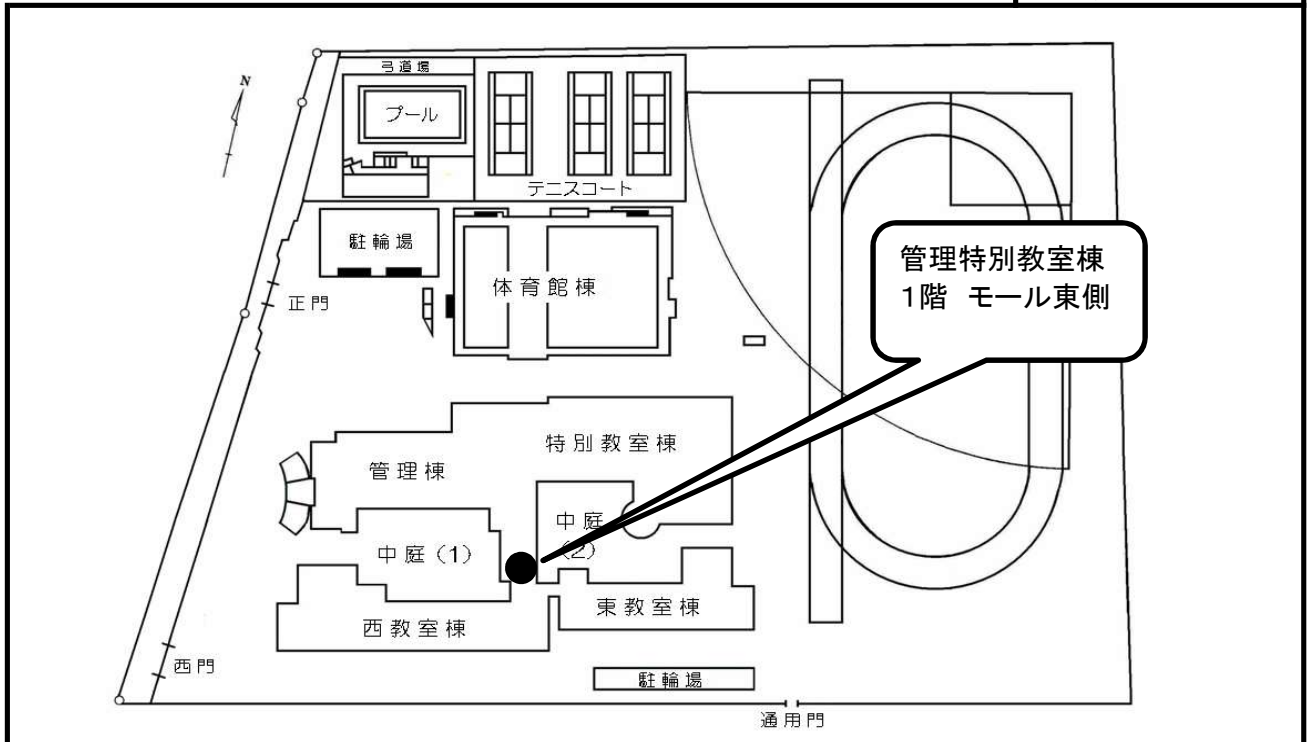 弓道場
N
プール
テニスコート
駐輪場
正門
体育館棟
管理特別教室棟
1階 モール東側
特別教室棟
管理棟
中庭
(2)
中庭(1)
東教室棟
西教室棟
西門
駐輪場
通用門